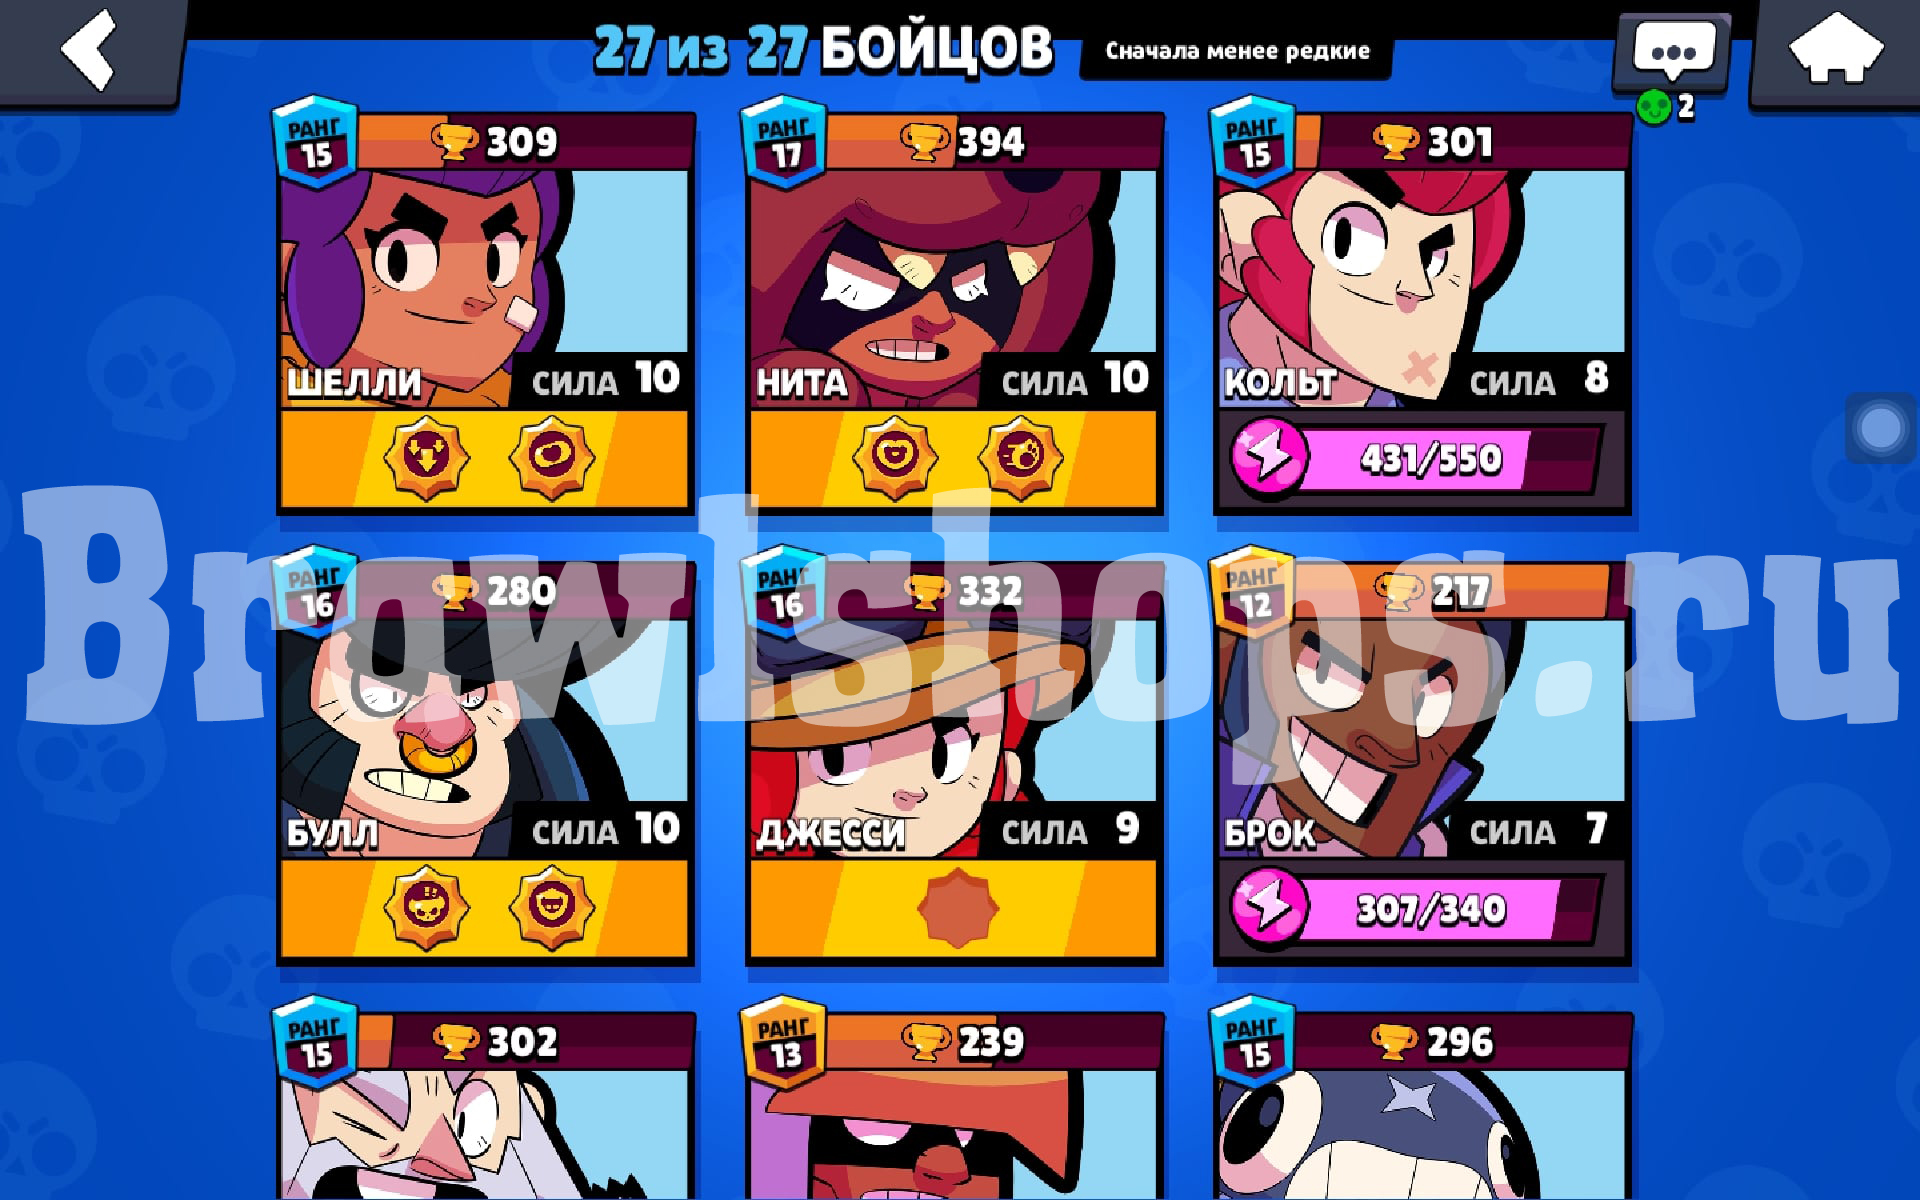 27 из 27 БОЙЦОВ
Сначала менее редкие
2
РАНГ 15
309
РАНГ 17
394
РАНГ 15
301
ШЕЛЛИ
СИЛА 10
НИТА
СИЛА 10
КОЛЬТ
СИЛА 8
431/550
Brawlshops.ru
РАНГ 16
280
РАНГ 16
332
РАНГ 12
217
БУЛЛ
СИЛА 10
ДЖЕССИ
СИЛА 9
БРОК
СИЛА 7
307/340
РАНГ 15
302
РАНГ 13
239
РАНГ 15
296